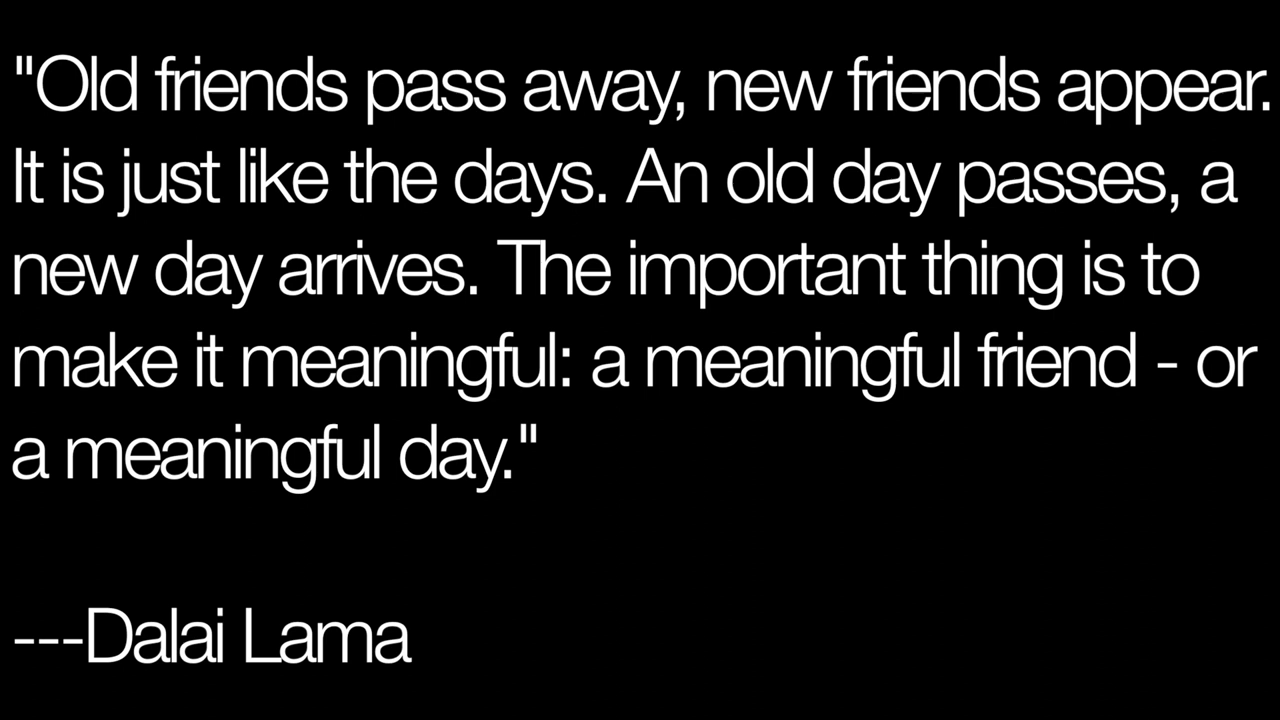 "Old friends pass away, new friends appear.
It is just like the days. An old day passes, a
new day arrives. The important thing is to
make it meaningful: a meaningful friend - or
a meaningful day."
---Dalai Lama